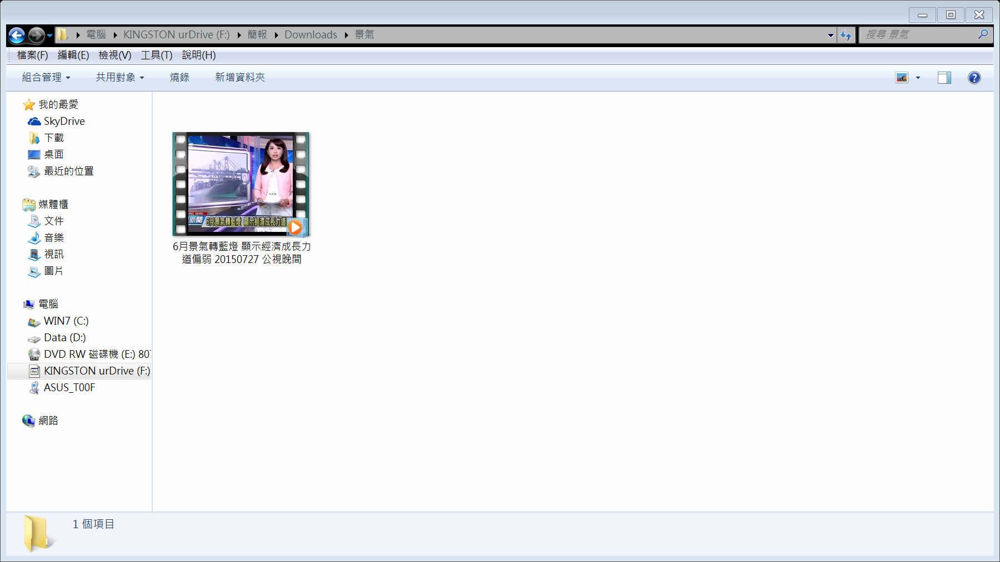 電腦 KINGSTON urDrive (F:) 簡報 Downloads 景氣
搜尋 景氣
檔案(F) 編輯(E) 檢視(V) 工具(T) 說明(H)
組合管理 共用對象 燒錄 新增資料夾
我的最愛
SkyDrive
下載
桌面
最近的位置
媒體櫃
文件
音樂
視訊
圖片
電腦
WIN7 (C:)
Data (D:)
DVD RW 磁碟機 (E:) 807
KINGSTON urDrive (F:)
ASUS_T00F
網路
新聞 6月景氣轉藍燈 顯示經濟成長力道
6月景氣轉藍燈 顯示經濟成長力
道偏弱 20150727 公視晚間
1 個項目